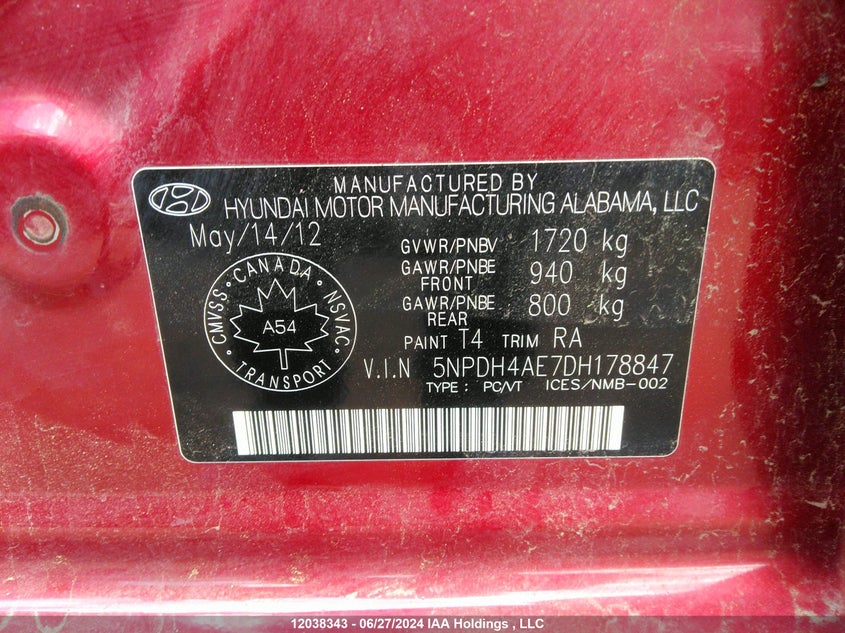 MANUFACTURED BY
HYUNDAI MOTOR MANUFACTURING ALABAMA, LLC
May/14/12
GVWR/PNBV 1720 kg
GAWR/PNBE FRONT 940 kg
GAWR/PNBE REAR 800 kg
PAINT T4 TRIM RA
V.I.N 5NPDH4AE7DH178847
TYPE : PC/VT ICES/NMB-002
CMVSS · CANADA · NSVAC
A54
TRANSPORT
12038343 - 06/27/2024 IAA Holdings , LLC